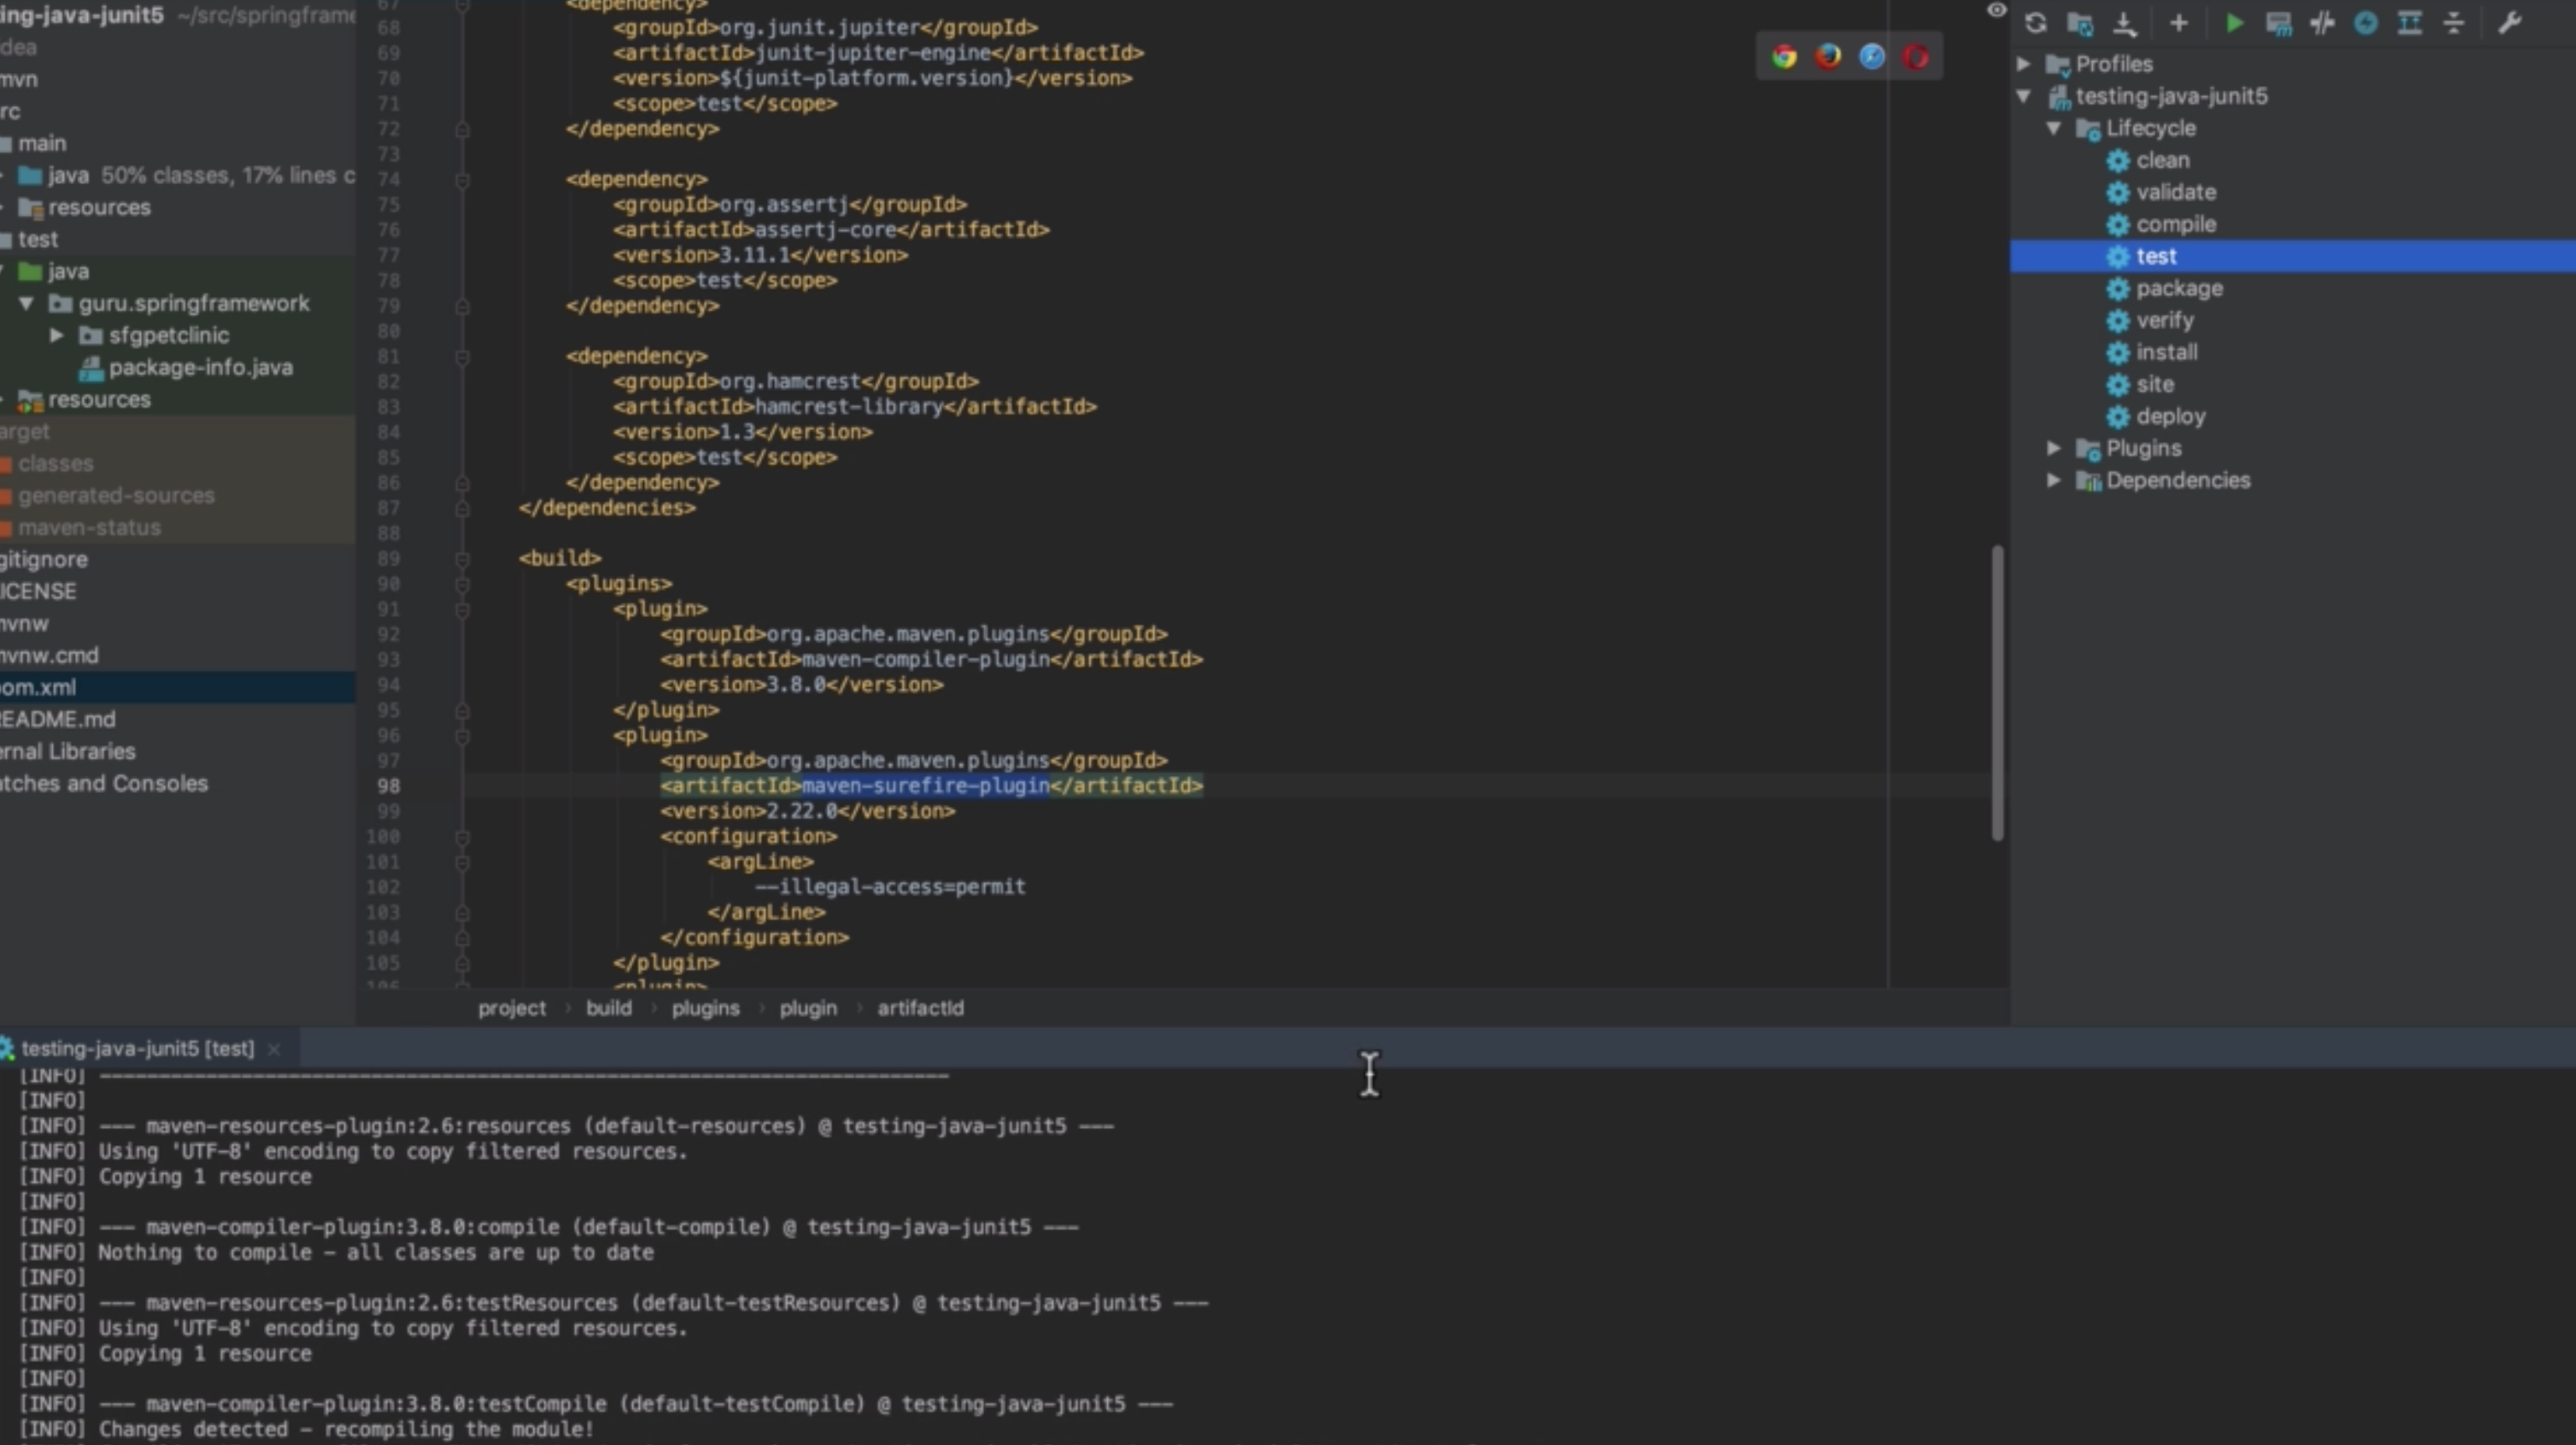 ing-java-junit5 ~/src/springframe
dea
mvn
rc
main
java 50% classes, 17% lines c
resources
test
java
guru.springframework
sfgpetclinic
package-info.java
resources
arget
classes
generated-sources
maven-status
gitignore
ICENSE
mvnw
mvnw.cmd
om.xml
EADME.md
ernal Libraries
atches and Consoles
67 <dependency>
68 <groupId>org.junit.jupiter</groupId>
69 <artifactId>junit-jupiter-engine</artifactId>
70 <version>${junit-platform.version}</version>
71 <scope>test</scope>
72 </dependency>
73
74 <dependency>
75 <groupId>org.assertj</groupId>
76 <artifactId>assertj-core</artifactId>
77 <version>3.11.1</version>
78 <scope>test</scope>
79 </dependency>
80
81 <dependency>
82 <groupId>org.hamcrest</groupId>
83 <artifactId>hamcrest-library</artifactId>
84 <version>1.3</version>
85 <scope>test</scope>
86 </dependency>
87 </dependencies>
88
89 <build>
90 <plugins>
91 <plugin>
92 <groupId>org.apache.maven.plugins</groupId>
93 <artifactId>maven-compiler-plugin</artifactId>
94 <version>3.8.0</version>
95 </plugin>
96 <plugin>
97 <groupId>org.apache.maven.plugins</groupId>
98 <artifactId>maven-surefire-plugin</artifactId>
99 <version>2.22.0</version>
100 <configuration>
101 <argLine>
102 --illegal-access=permit
103 </argLine>
104 </configuration>
105 </plugin>
106 <plugin>
project › build › plugins › plugin › artifactId
Profiles
testing-java-junit5
Lifecycle
clean
validate
compile
test
package
verify
install
site
deploy
Plugins
Dependencies
testing-java-junit5 [test] ×
[INFO] ------------------------------------------------------------------------
[INFO]
[INFO] --- maven-resources-plugin:2.6:resources (default-resources) @ testing-java-junit5 ---
[INFO] Using 'UTF-8' encoding to copy filtered resources.
[INFO] Copying 1 resource
[INFO]
[INFO] --- maven-compiler-plugin:3.8.0:compile (default-compile) @ testing-java-junit5 ---
[INFO] Nothing to compile - all classes are up to date
[INFO]
[INFO] --- maven-resources-plugin:2.6:testResources (default-testResources) @ testing-java-junit5 ---
[INFO] Using 'UTF-8' encoding to copy filtered resources.
[INFO] Copying 1 resource
[INFO]
[INFO] --- maven-compiler-plugin:3.8.0:testCompile (default-testCompile) @ testing-java-junit5 ---
[INFO] Changes detected - recompiling the module!